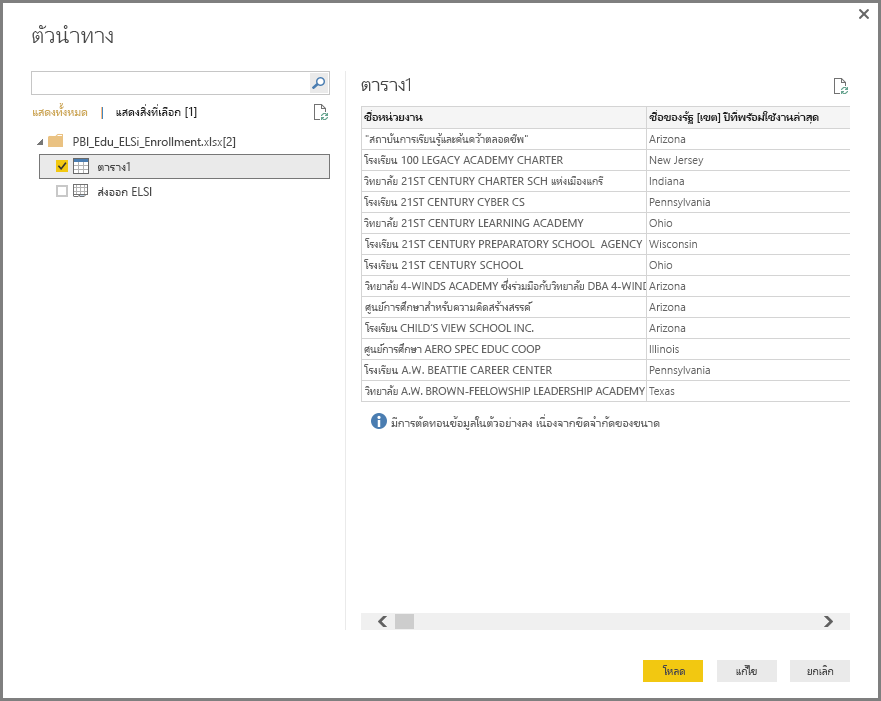 ตัวนำทาง
แสดงทั้งหมด | แสดงสิ่งที่เลือก [1]
PBI_Edu_ELSi_Enrollment.xlsx[2]
ตาราง1
ส่งออก ELSI
ตาราง1
ชื่อหน่วยงาน ชื่อของรัฐ [เขต] ปีที่พร้อมใช้งานล่าสุด
"สถาบันการเรียนรู้และค้นคว้าตลอดชีพ" Arizona
โรงเรียน 100 LEGACY ACADEMY CHARTER New Jersey
วิทยาลัย 21ST CENTURY CHARTER SCH แห่งเมืองแกรี Indiana
โรงเรียน 21ST CENTURY CYBER CS Pennsylvania
วิทยาลัย 21ST CENTURY LEARNING ACADEMY Ohio
โรงเรียน 21ST CENTURY PREPARATORY SCHOOL AGENCY Wisconsin
โรงเรียน 21ST CENTURY SCHOOL Ohio
วิทยาลัย 4-WINDS ACADEMY ซึ่งร่วมมือกับวิทยาลัย DBA 4-WIND Arizona
ศูนย์การศึกษาสำหรับความคิดสร้างสรรค์ Arizona
โรงเรียน CHILD'S VIEW SCHOOL INC. Arizona
ศูนย์การศึกษา AERO SPEC EDUC COOP Illinois
โรงเรียน A.W. BEATTIE CAREER CENTER Pennsylvania
วิทยาลัย A.W. BROWN-FEELOWSHIP LEADERSHIP ACADEMY Texas
มีการตัดทอนข้อมูลในตัวอย่างลง เนื่องจากขีดจำกัดของขนาด
โหลด แก้ไข ยกเลิก